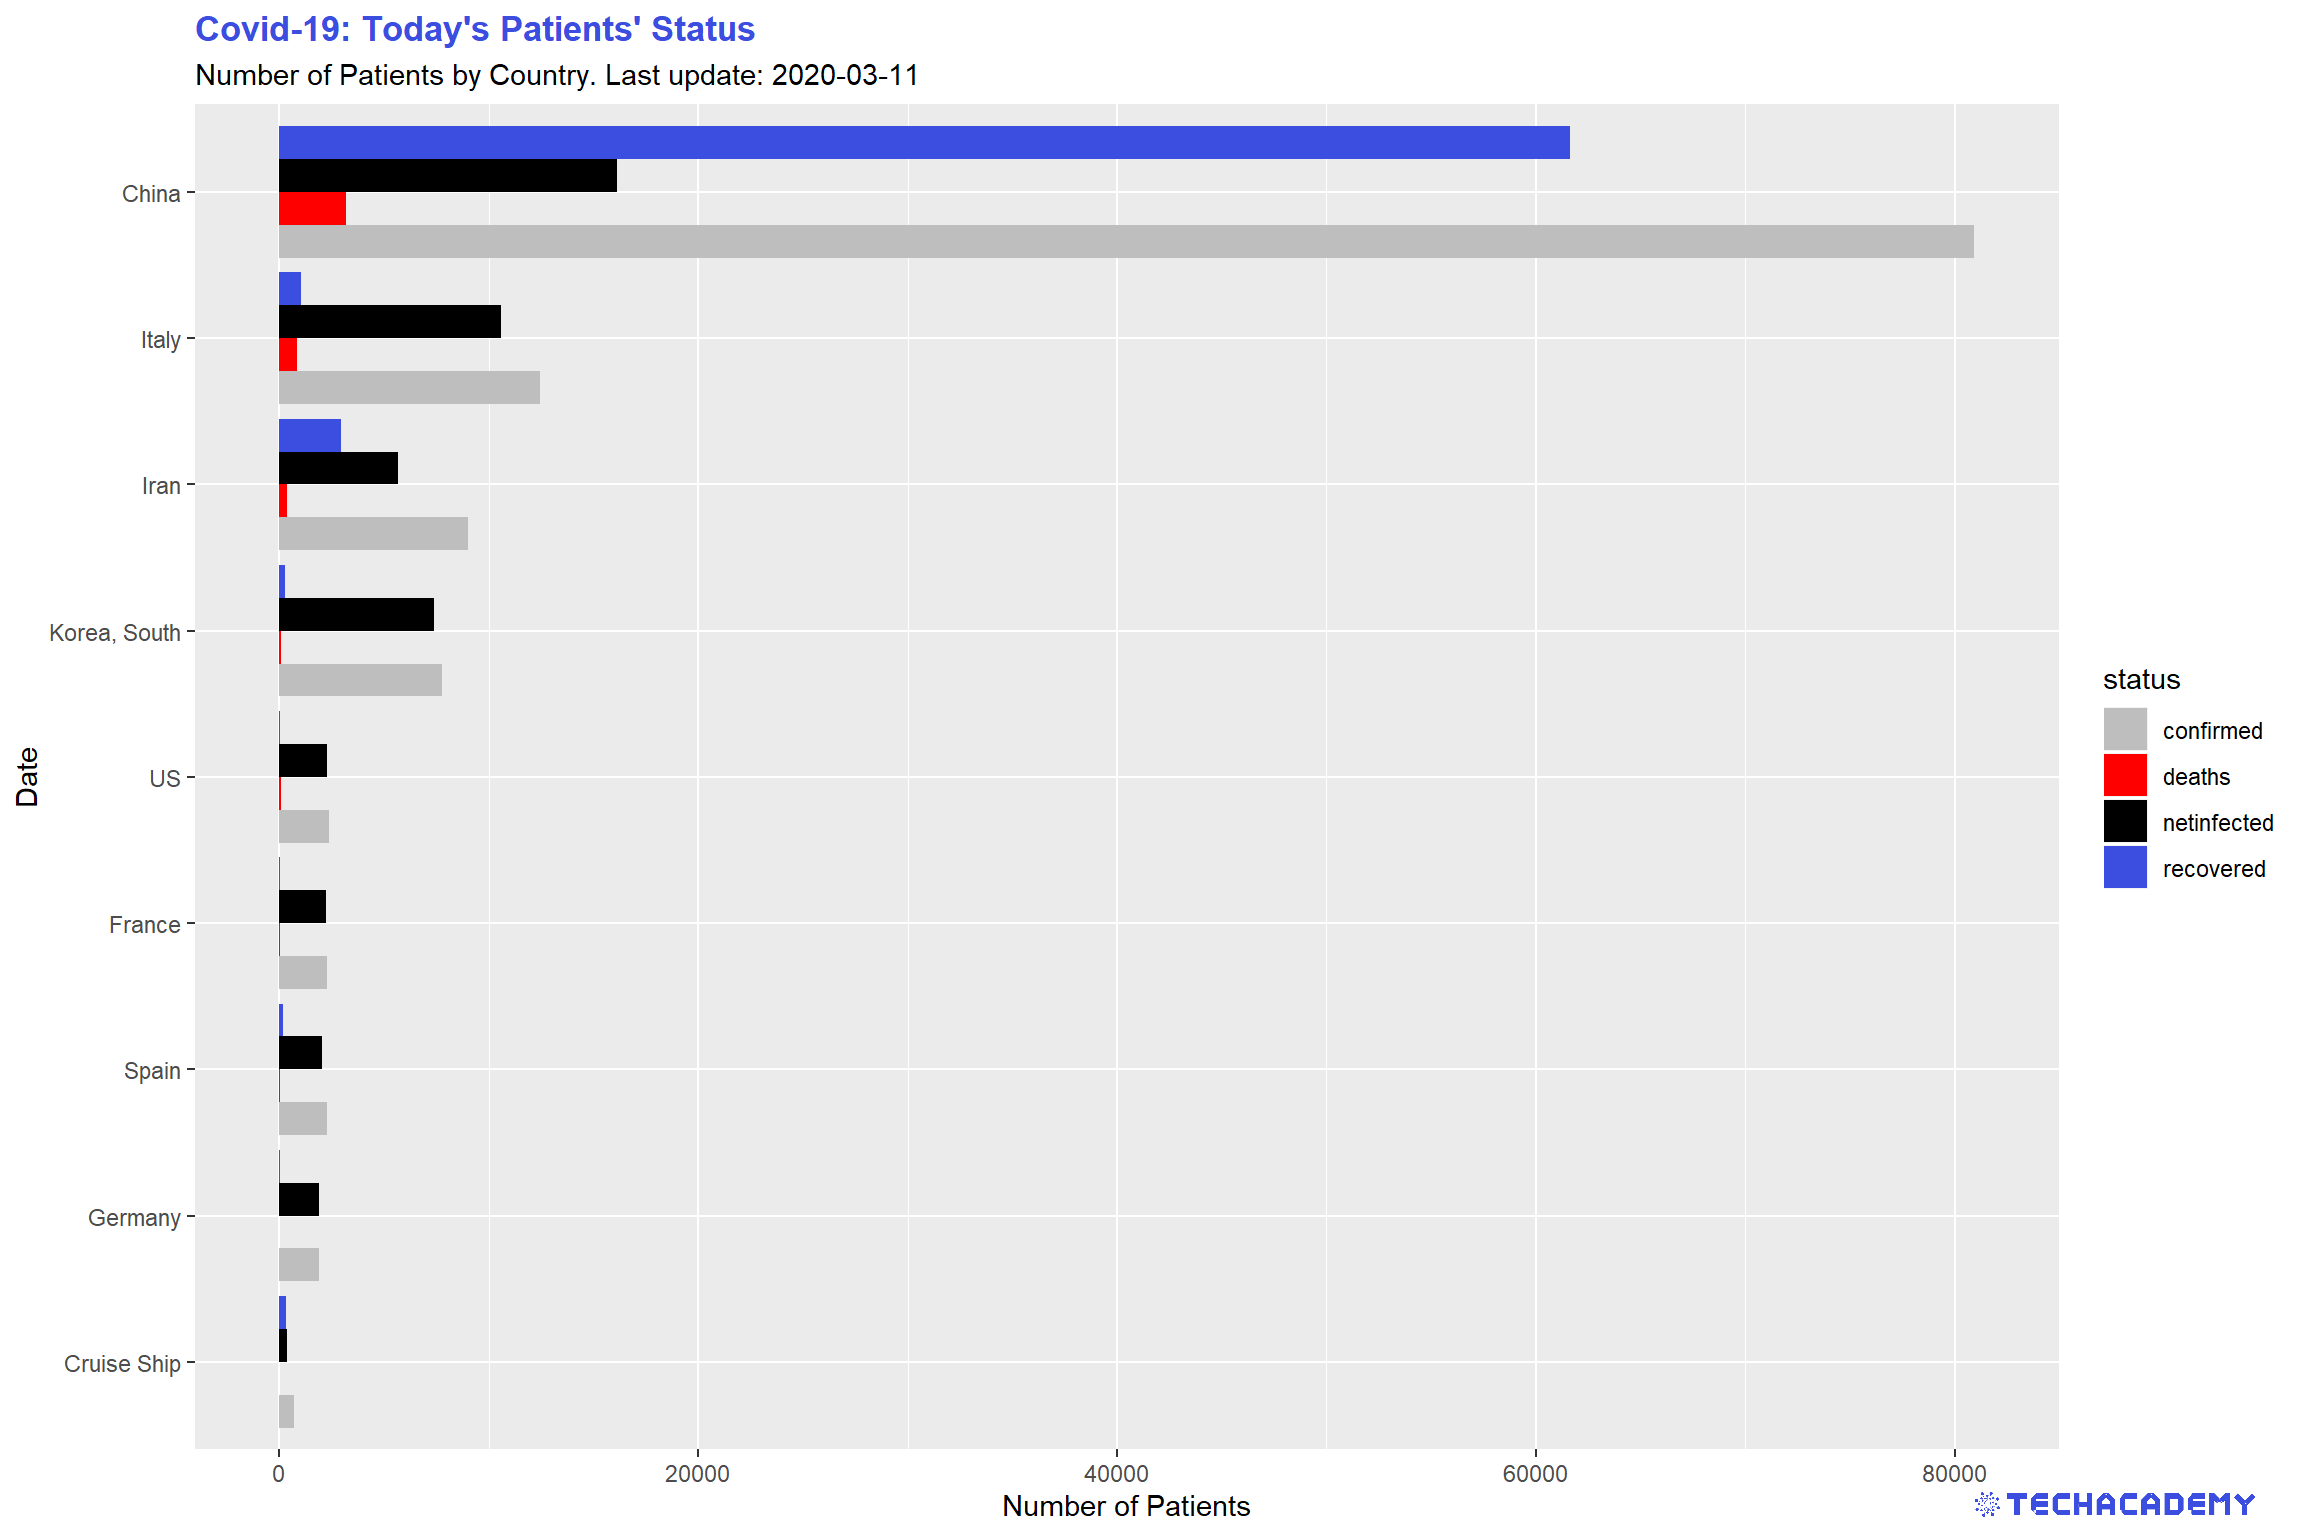 Covid-19: Today's Patients' Status
Number of Patients by Country. Last update: 2020-03-11
China
Italy
Iran
Korea, South
US
France
Spain
Germany
Cruise Ship
Date
0
20000
40000
60000
80000
Number of Patients
status
confirmed
deaths
netinfected
recovered
TECHACADEMY